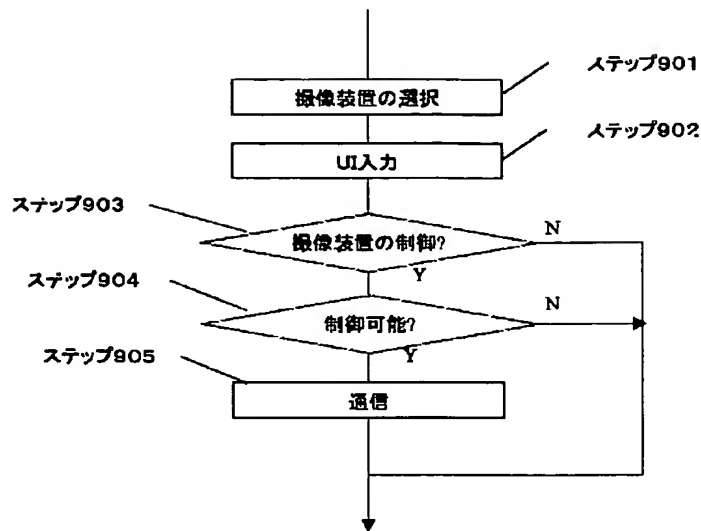 ステップ901
撮像装置の選択
ステップ902
UI入力
ステップ903
撮像装置の制御?
N
Y
ステップ904
制御可能?
N
Y
ステップ905
通信